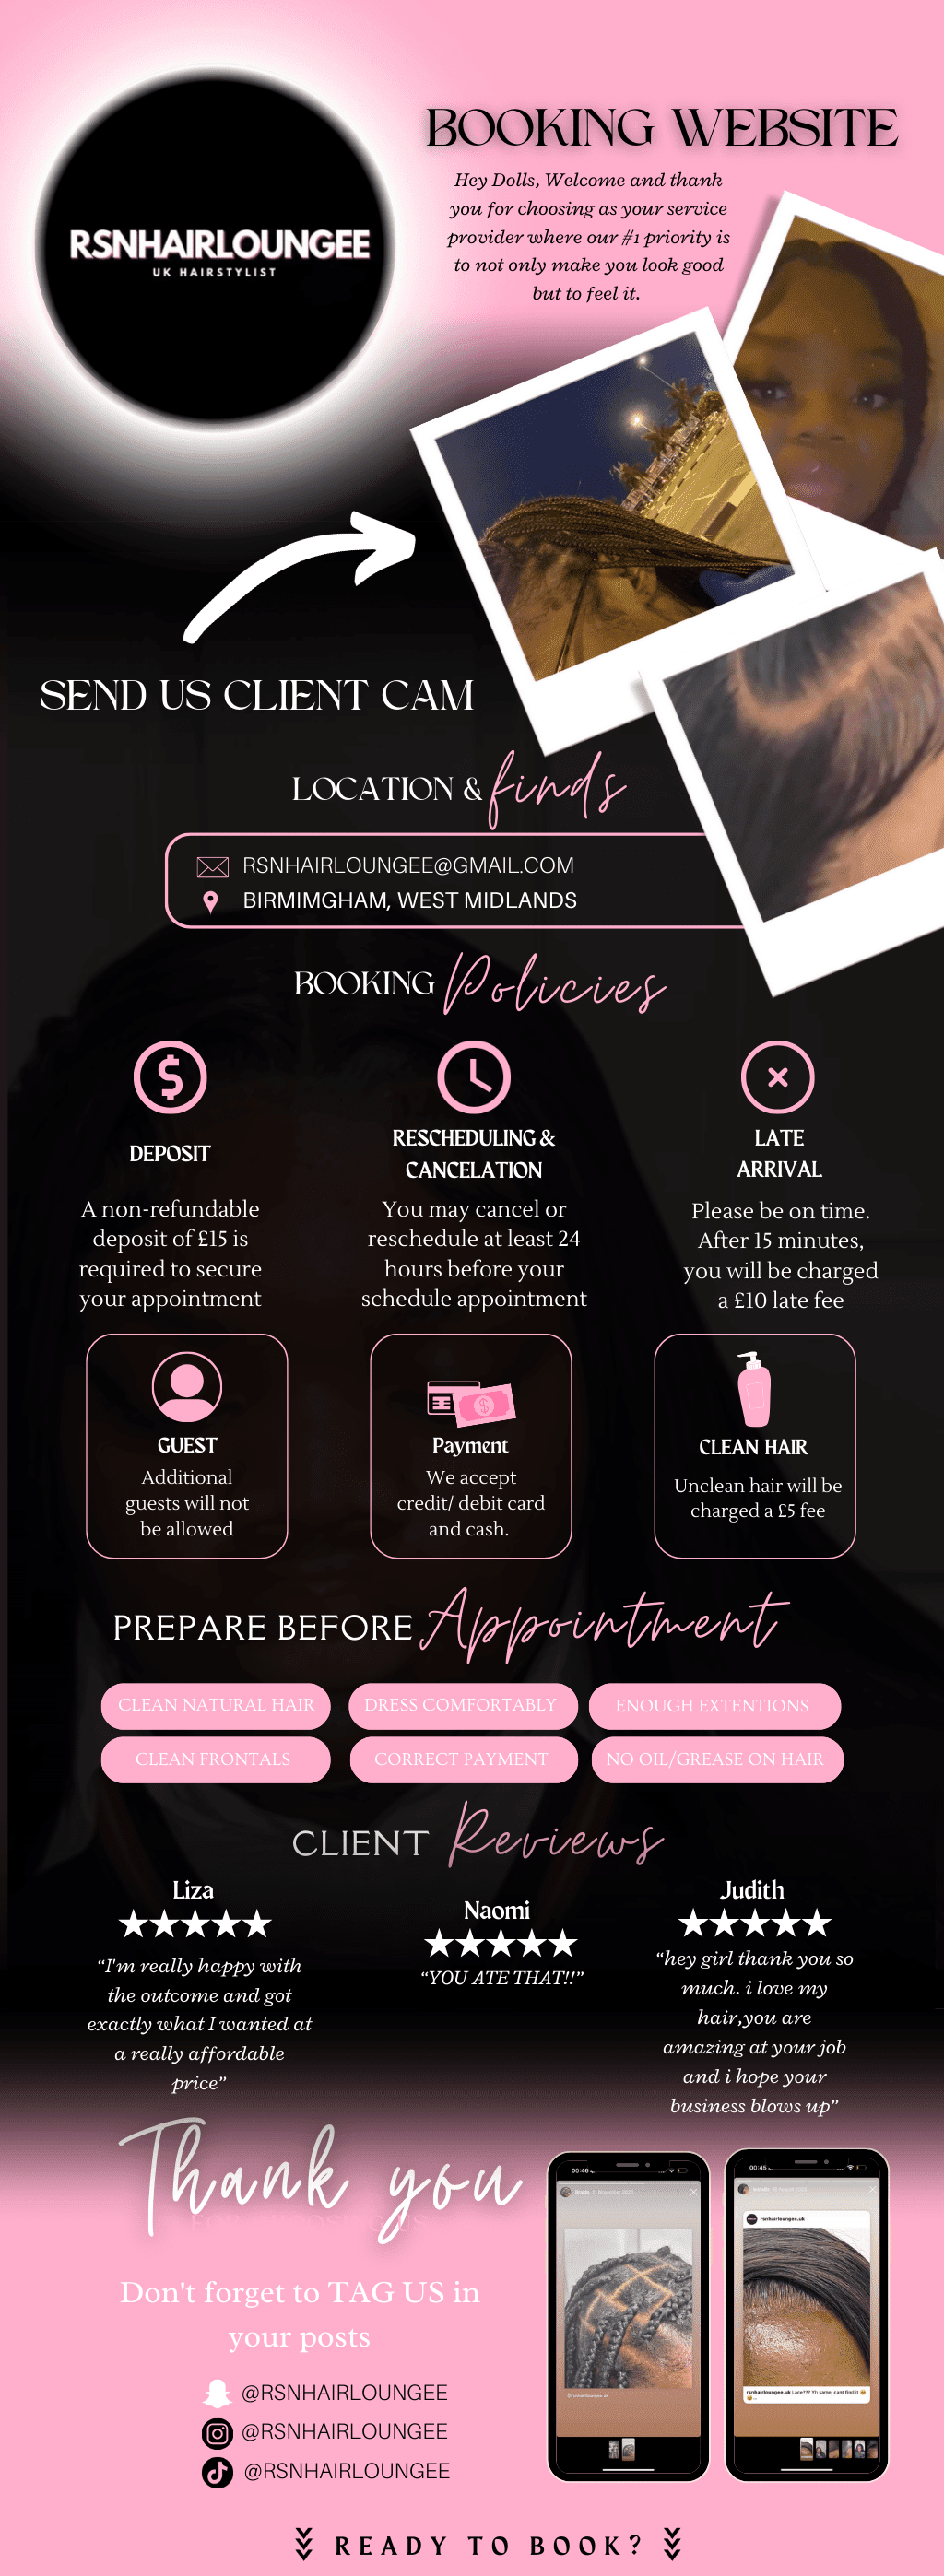 BOOKING WEBSITE
Hey Dolls, Welcome and thank
you for choosing as your service
provider where our #1 priority is
to not only make you look good
but to feel it.
RSNHAIRLOUNGEE
UK HAIRSTYLIST
SEND US CLIENT CAM
LOCATION & finds
RSNHAIRLOUNGEE@GMAIL.COM
BIRMIMGHAM, WEST MIDLANDS
BOOKING Policies
DEPOSIT
A non-refundable
deposit of £15 is
required to secure
your appointment
RESCHEDULING &
CANCELATION
You may cancel or
reschedule at least 24
hours before your
schedule appointment
LATE
ARRIVAL
Please be on time.
After 15 minutes,
you will be charged
a £10 late fee
GUEST
Additional
guests will not
be allowed
Payment
We accept
credit/ debit card
and cash.
CLEAN HAIR
Unclean hair will be
charged a £5 fee
PREPARE BEFORE Appointment
CLEAN NATURAL HAIR
DRESS COMFORTABLY
ENOUGH EXTENTIONS
CLEAN FRONTALS
CORRECT PAYMENT
NO OIL/GREASE ON HAIR
CLIENT Reviews
Liza
“I'm really happy with
the outcome and got
exactly what I wanted at
a really affordable
price”
Naomi
“YOU ATE THAT!!”
Judith
“hey girl thank you so
much. i love my
hair,you are
amazing at your job
and i hope your
business blows up”
Thank you
Don't forget to TAG US in
your posts
@RSNHAIRLOUNGEE
@RSNHAIRLOUNGEE
@RSNHAIRLOUNGEE
00:46
00:45
rsnhairloungee.uk
READY TO BOOK?